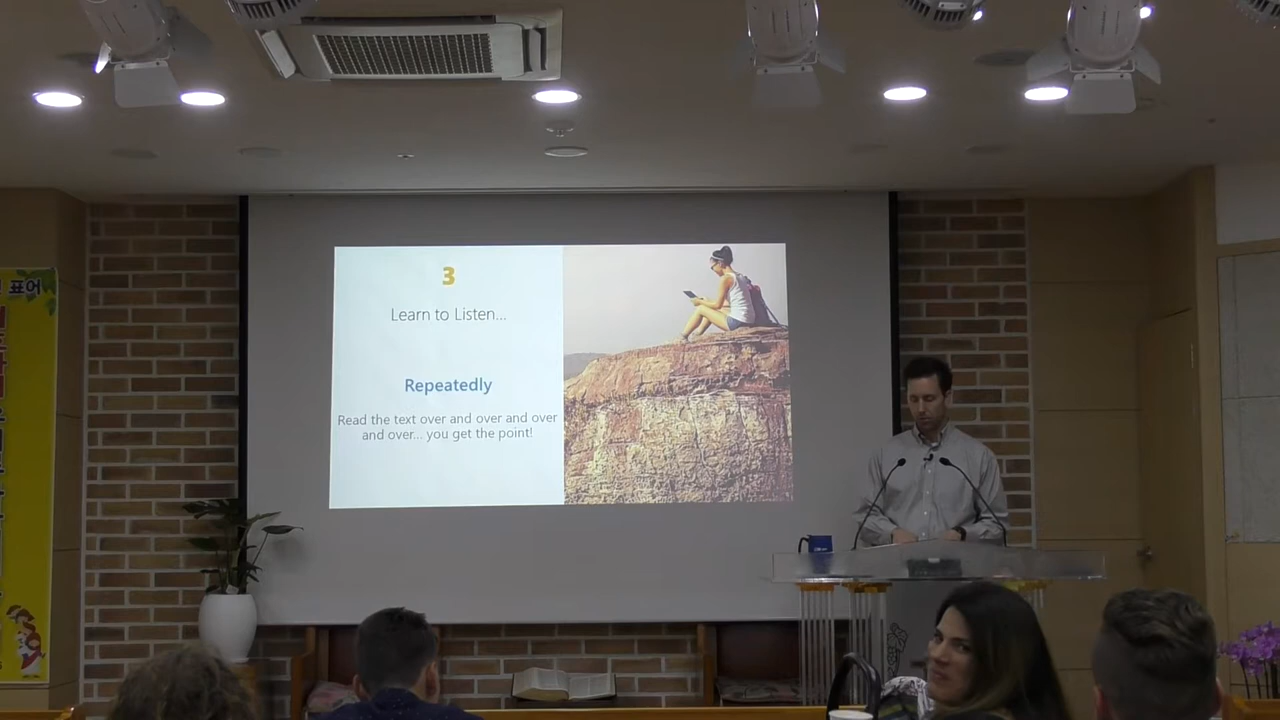 표어
3
Learn to Listen...
Repeatedly
Read the text over and over and over
and over... you get the point!